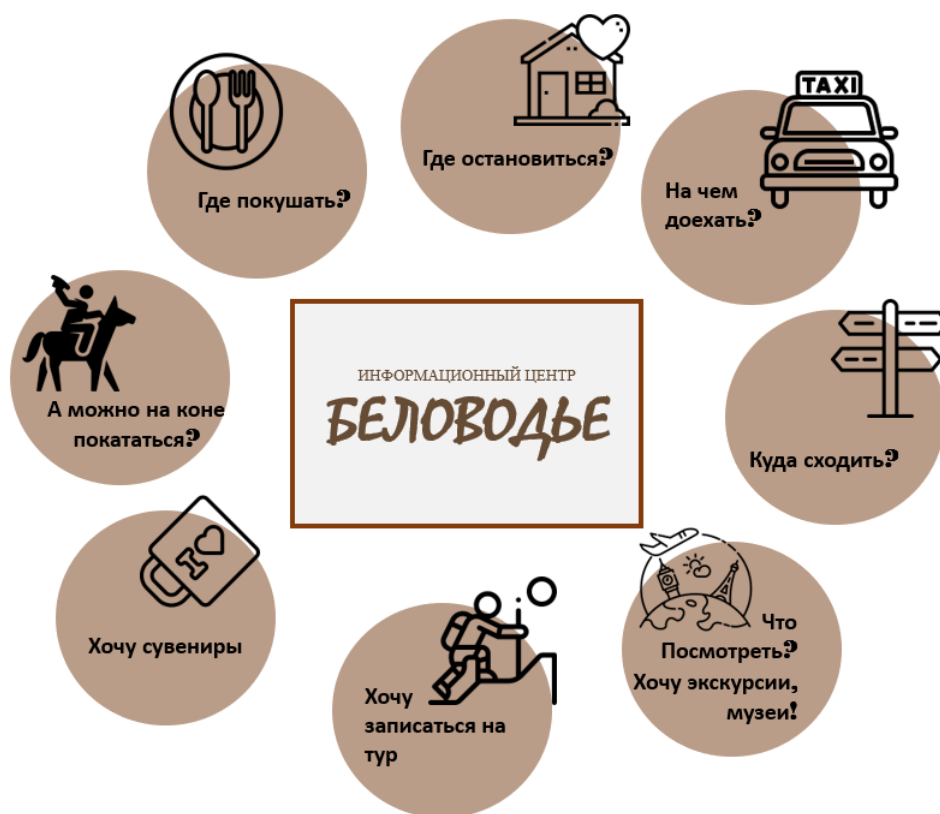 Где остановиться?
TAXI
На чем
доехать?
Где покушать?
А можно на коне
покататься?
ИНФОРМАЦИОННЫЙ ЦЕНТР
БЕЛОВОДЬЕ
Куда сходить?
I
Хочу сувениры
Хочу
записаться на
тур
Что
Посмотреть?
Хочу экскурсии,
музеи!